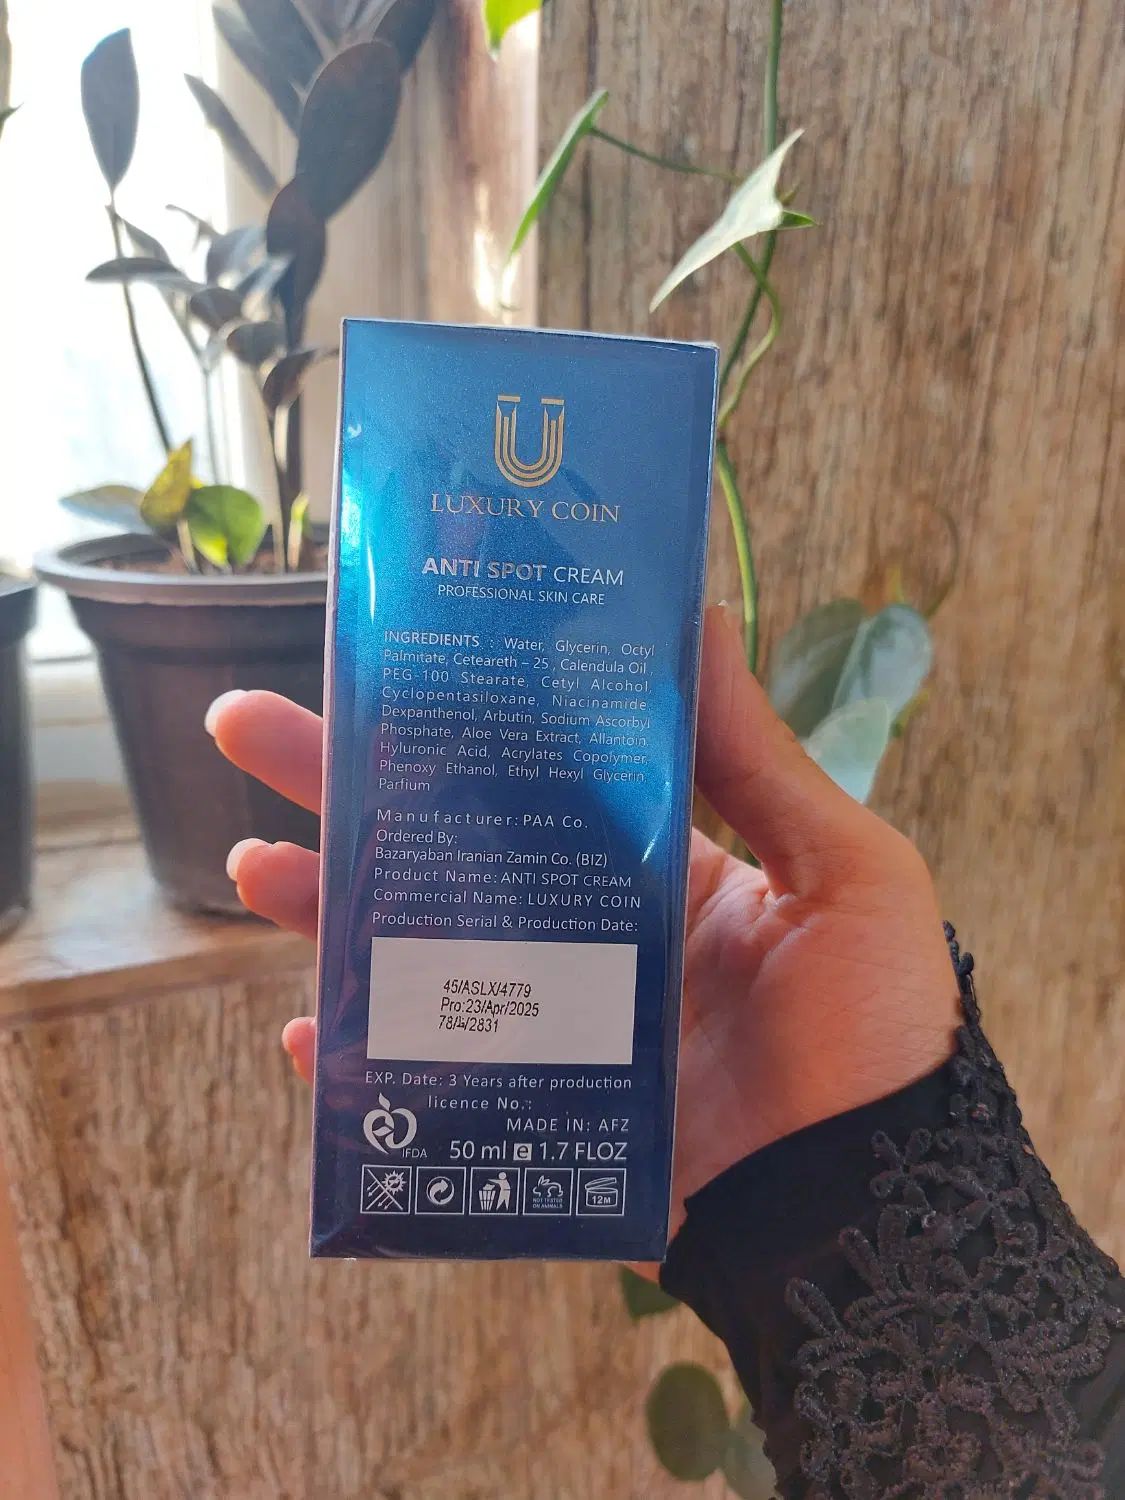 LUXURY COIN
ANTI SPOT CREAM
PROFESSIONAL SKIN CARE
INGREDIENTS : Water, Glycerin, Octyl
Palmitate, Ceteareth – 25 , Calendula Oil ,
PEG-100 Stearate, Cetyl Alcohol,
Cyclopentasiloxane, Niacinamide,
Dexpanthenol, Arbutin, Sodium Ascorbyl
Phosphate, Aloe Vera Extract, Allantoin,
Hyluronic Acid, Acrylates Copolymer,
Phenoxy Ethanol, Ethyl Hexyl Glycerin,
Parfium
Manufacturer: PAA Co.
Ordered By:
Bazaryaban Iranian Zamin Co. (BIZ)
Product Name: ANTI SPOT CREAM
Commercial Name: LUXURY COIN
Production Serial & Production Date:
45/ASLX/4779
Pro:23/Apr/2025
EXP. Date: 3 Years after production
licence No.:
MADE IN: AFZ
IFDA
50 ml e 1.7 FLOZ
NOT TESTED
ON ANIMALS
12M